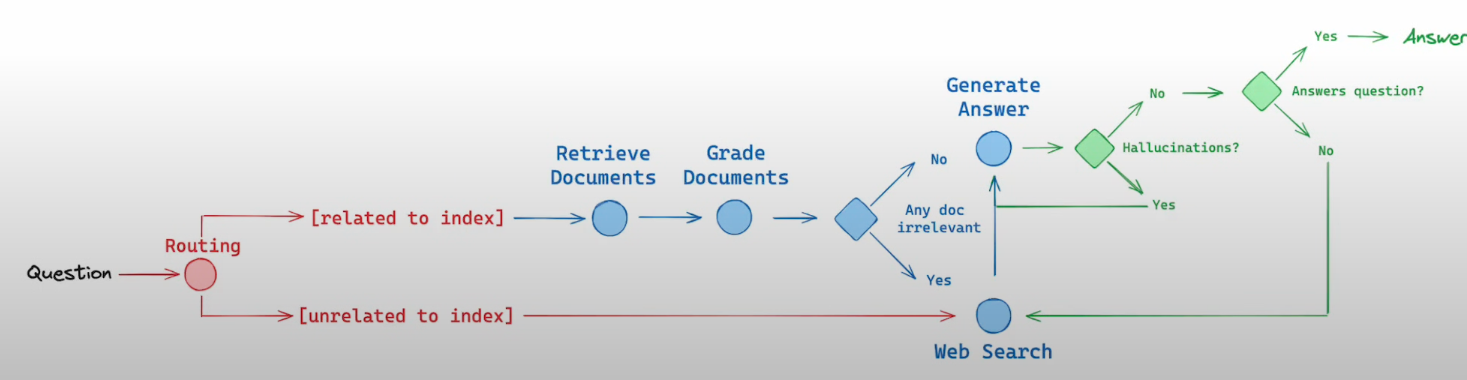 Question
Routing
[related to index]
[unrelated to index]
Retrieve
Documents
Grade
Documents
Any doc
irrelevant
No
Yes
Generate
Answer
Web Search
Hallucinations?
No
Yes
Answers question?
Yes
Answer
No